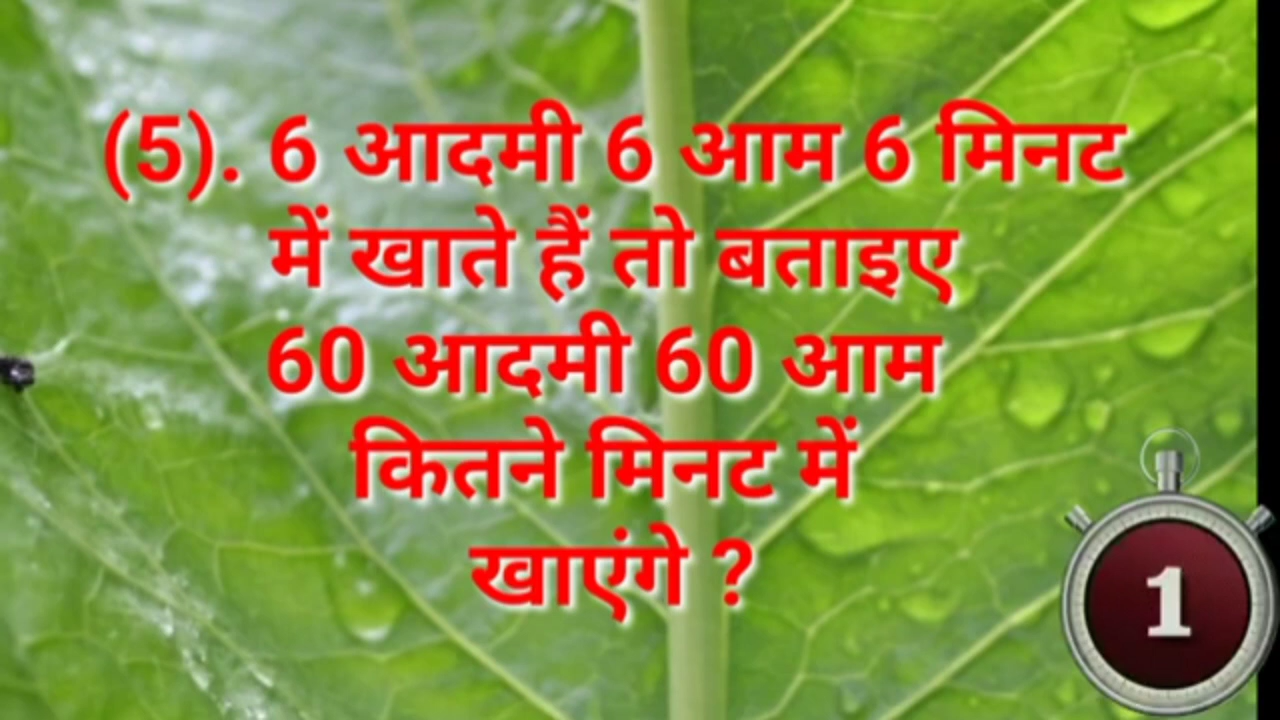 (5). 6 आदमी 6 आम 6 मिनट
में खाते हैं तो बताइए
60 आदमी 60 आम
कितने मिनट में
खाएंगे ?
1